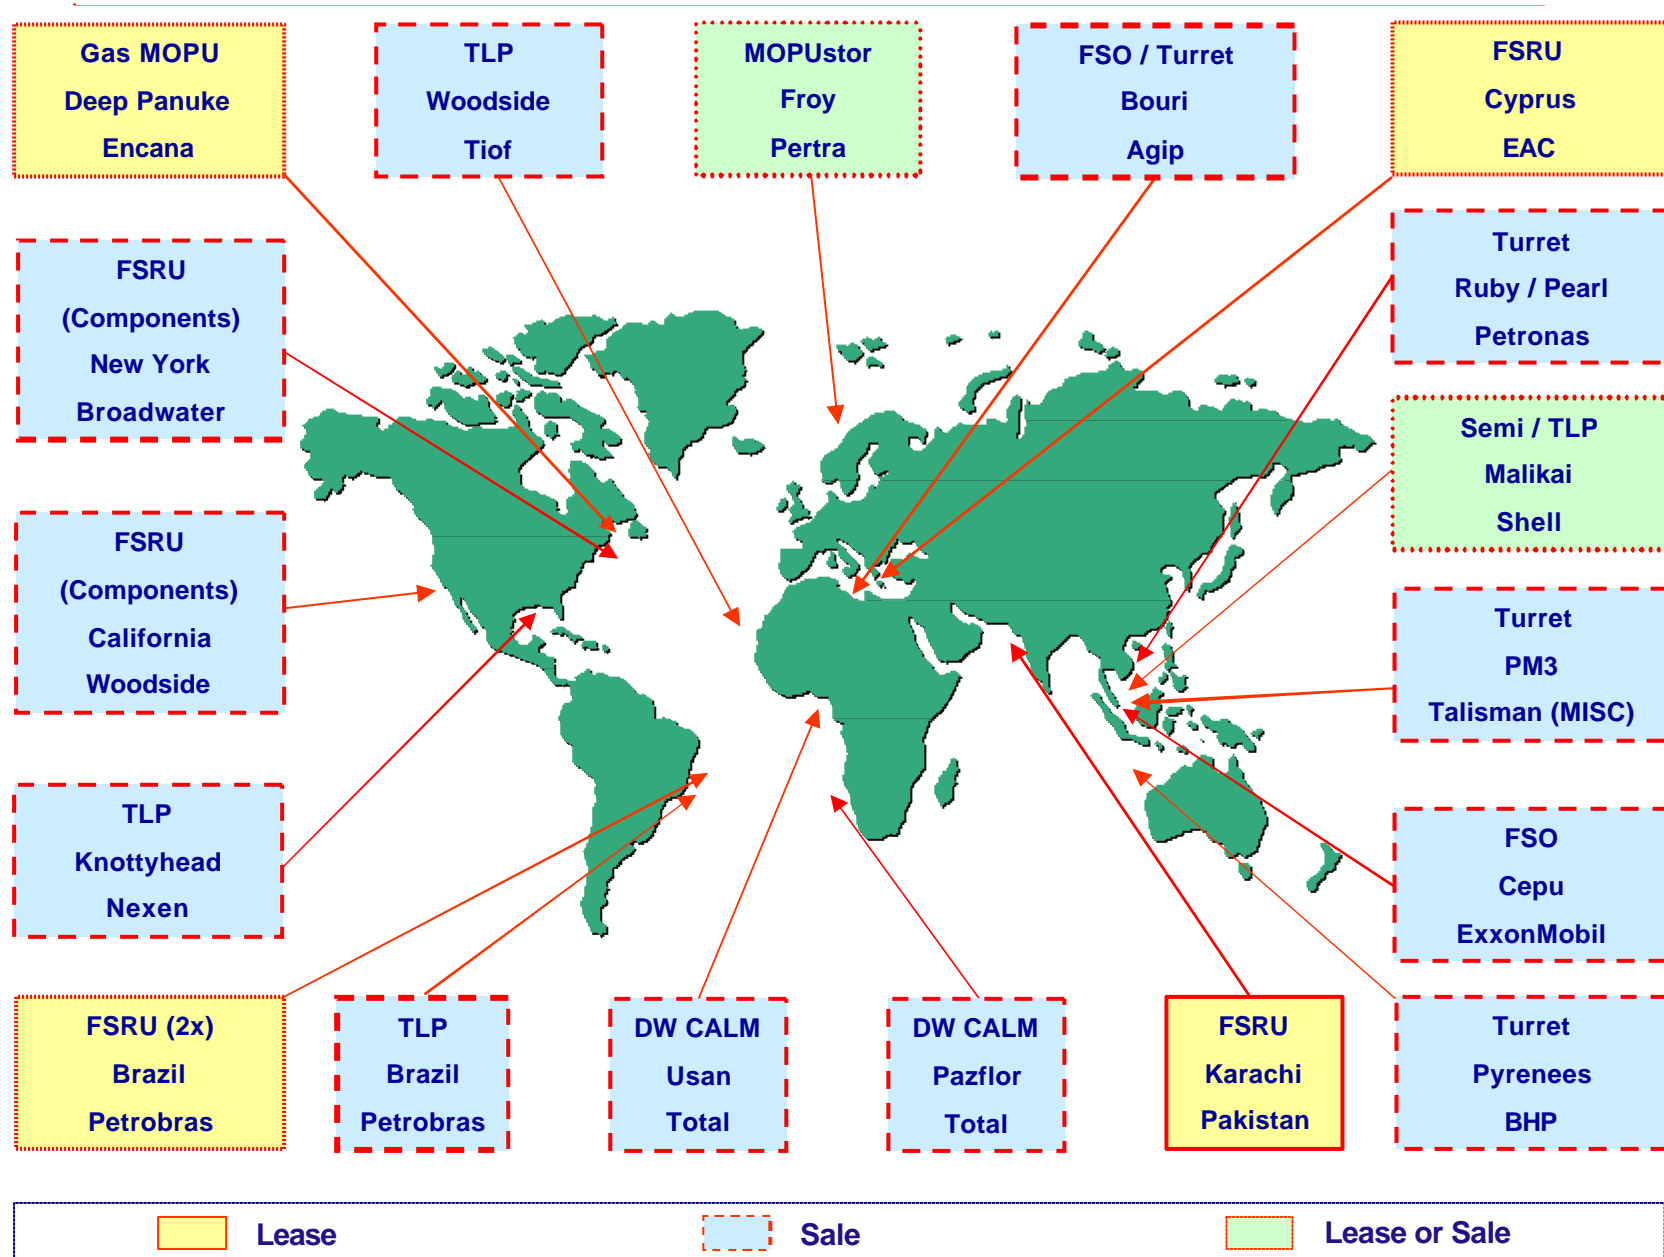 Gas MOPU
Deep Panuke
Encana
TLP
Woodside
Tiof
MOPUstor
Froy
Pertra
FSO / Turret
Bouri
Agip
FSRU
Cyprus
EAC
FSRU
(Components)
New York
Broadwater
Turret
Ruby / Pearl
Petronas
Semi / TLP
Malikai
Shell
FSRU
(Components)
California
Woodside
Turret
PM3
Talisman (MISC)
TLP
Knottyhead
Nexen
FSO
Cepu
ExxonMobil
FSRU (2x)
Brazil
Petrobras
TLP
Brazil
Petrobras
DW CALM
Usan
Total
DW CALM
Pazflor
Total
FSRU
Karachi
Pakistan
Turret
Pyrenees
BHP
Lease
Sale
Lease or Sale